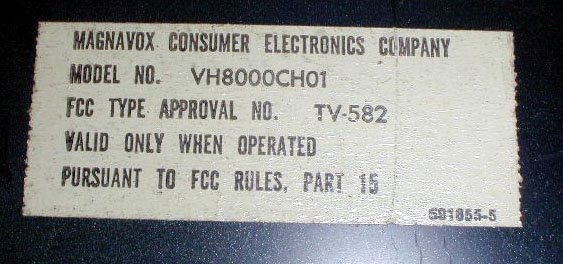 MAGNAVOX CONSUMER ELECTRONICS COMPANY
MODEL NO. VH8000CH01
FCC TYPE APPROVAL NO. TV-582
VALID ONLY WHEN OPERATED
PURSUANT TO FCC RULES, PART 15
691855-5